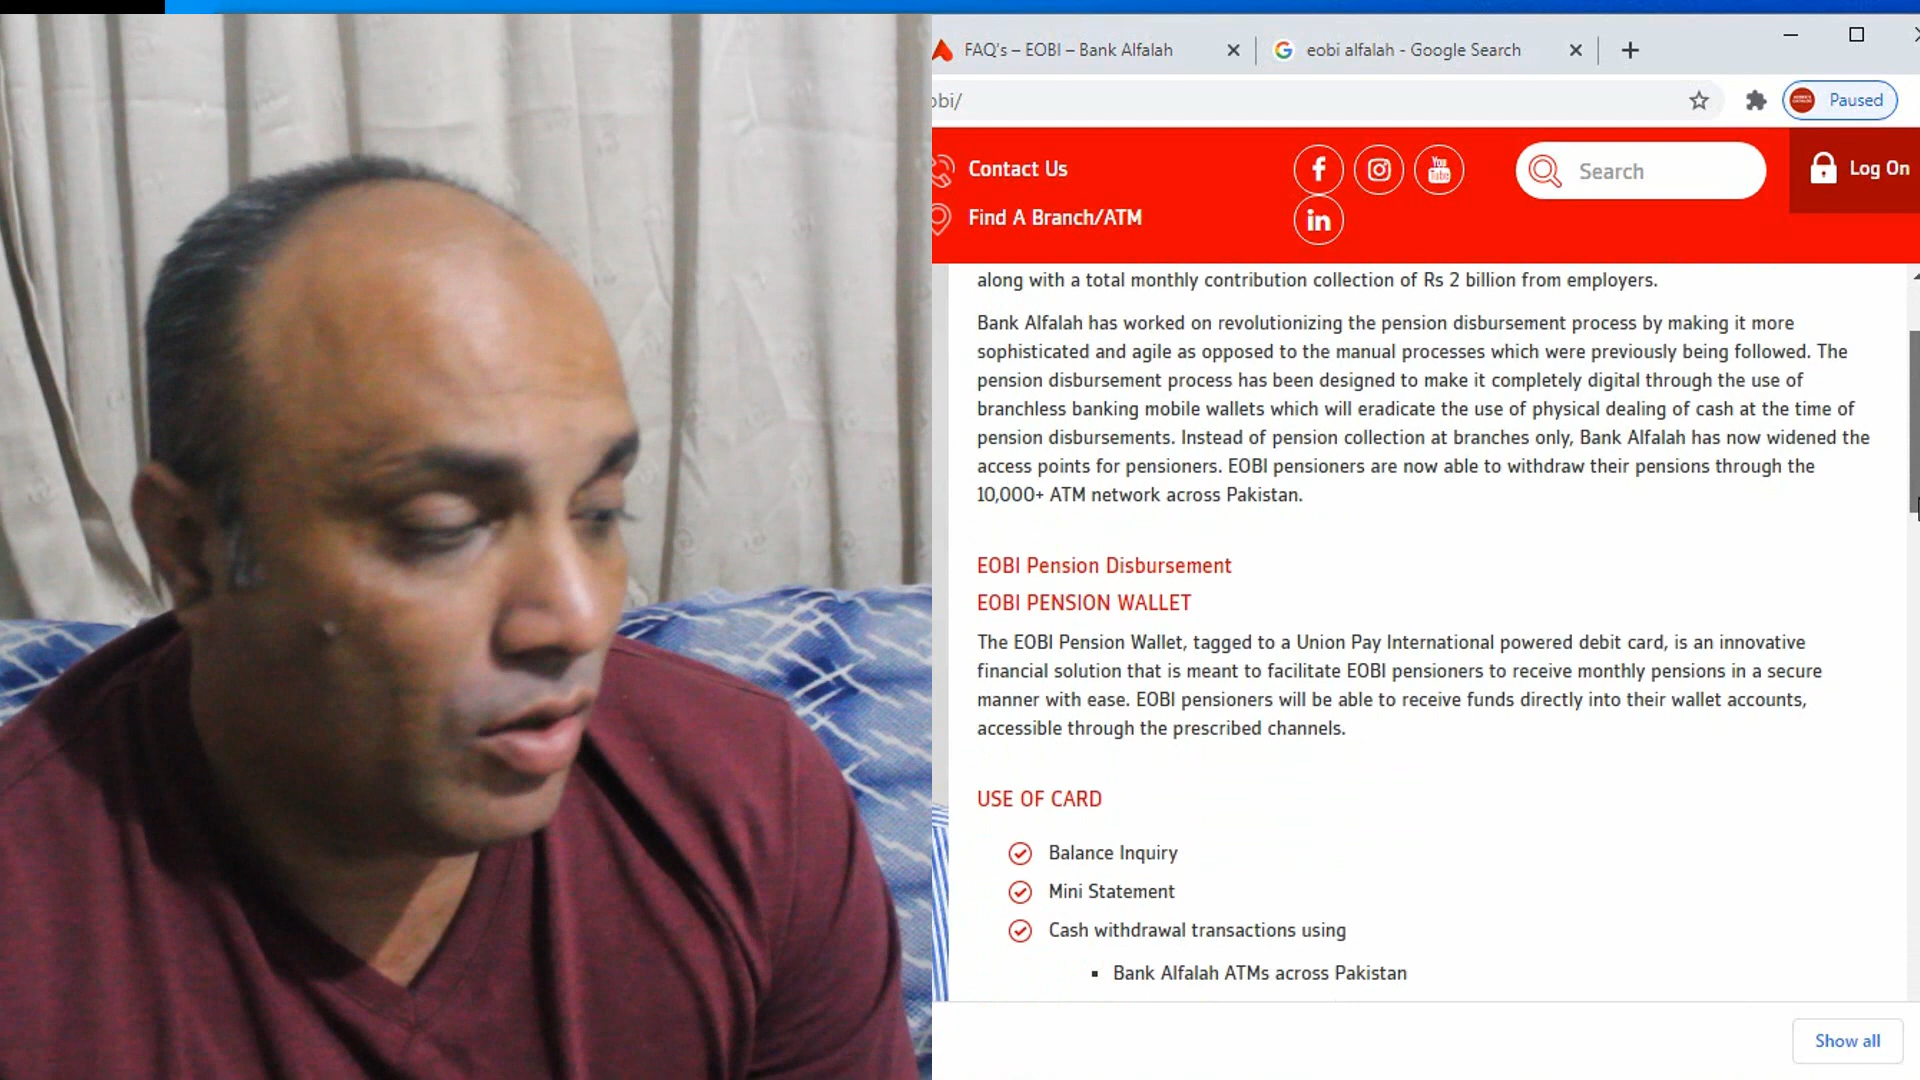 FAQ's – EOBI – Bank Alfalah
eobi alfalah - Google Search
obi/
Paused
Contact Us
Find A Branch/ATM
You
Tube
in
Search
Log On
along with a total monthly contribution collection of Rs 2 billion from employers.
Bank Alfalah has worked on revolutionizing the pension disbursement process by making it more
sophisticated and agile as opposed to the manual processes which were previously being followed. The
pension disbursement process has been designed to make it completely digital through the use of
branchless banking mobile wallets which will eradicate the use of physical dealing of cash at the time of
pension disbursements. Instead of pension collection at branches only, Bank Alfalah has now widened the
access points for pensioners. EOBI pensioners are now able to withdraw their pensions through the
10,000+ ATM network across Pakistan.
EOBI Pension Disbursement
EOBI PENSION WALLET
The EOBI Pension Wallet, tagged to a Union Pay International powered debit card, is an innovative
financial solution that is meant to facilitate EOBI pensioners to receive monthly pensions in a secure
manner with ease. EOBI pensioners will be able to receive funds directly into their wallet accounts,
accessible through the prescribed channels.
USE OF CARD
Balance Inquiry
Mini Statement
Cash withdrawal transactions using
▪ Bank Alfalah ATMs across Pakistan
Show all